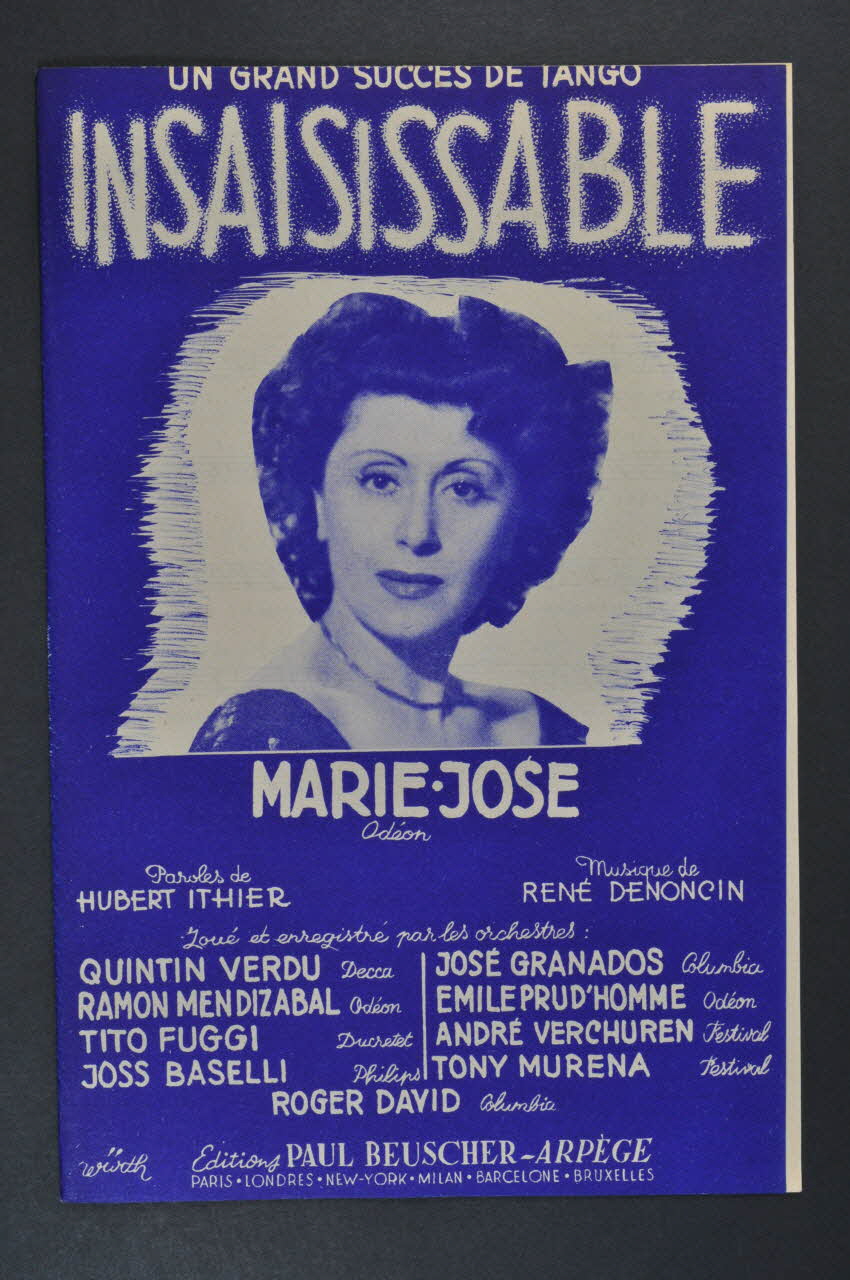 UN GRAND SUCCES DE TANGO
INSAISISSABLE
MARIE·JOSE
Odéon
Paroles de
HUBERT ITHIER
Musique de
RENÉ DENONCIN
Joué et enregistré par les orchestres :
QUINTIN VERDU Decca
RAMON MENDIZABAL Odéon
TITO FUGGI Ducretet
JOSS BASELLI Philips
JOSÉ GRANADOS Columbia
EMILE PRUD'HOMME Odéon
ANDRÉ VERCHUREN Festival
TONY MURENA Festival
ROGER DAVID Columbia
würth
Editions PAUL BEUSCHER-ARPÈGE
PARIS • LONDRES • NEW-YORK • MILAN • BARCELONE • BRUXELLES